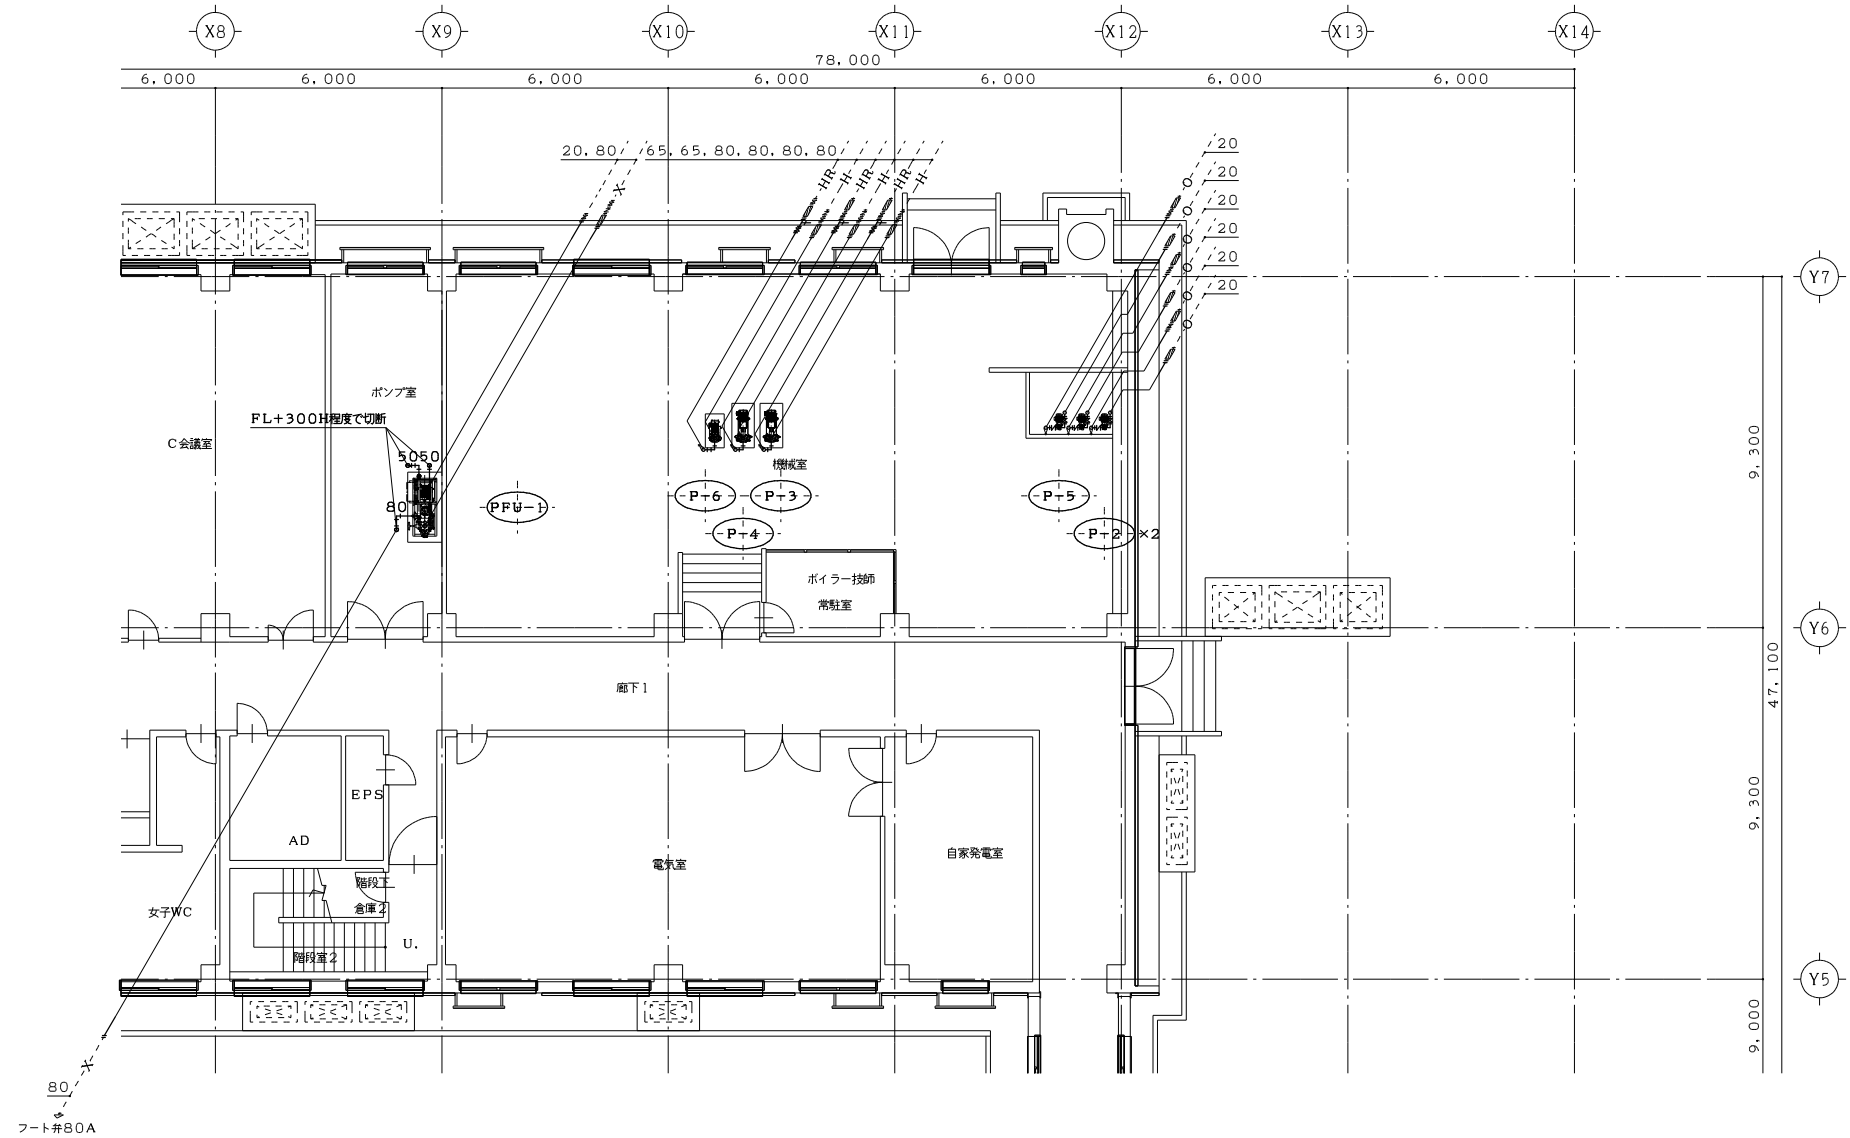 X8 X9 X10 X11 X12 X13 X14
78,000
6,000 6,000 6,000 6,000 6,000 6,000 6,000
20,80 65,65,80,80,80,80
20
20
20
20
20
20
X HR H HR H HR H
O
O
O
O
O
O
Y7
ポンプ室
FL+300H程度で切断
C会議室
5050
80
機械室
9,300
PFU-1
P-6 P-3 P-5
P-4 P-2 ×2
ボイラー技師
常駐室
Y6
廊下1
47,100
EPS
AD
9,300
電気室
自家発電室
階段下
倉庫2
女子WC
U.
階段室2
Y5
9,000
X
80
フート弁80A